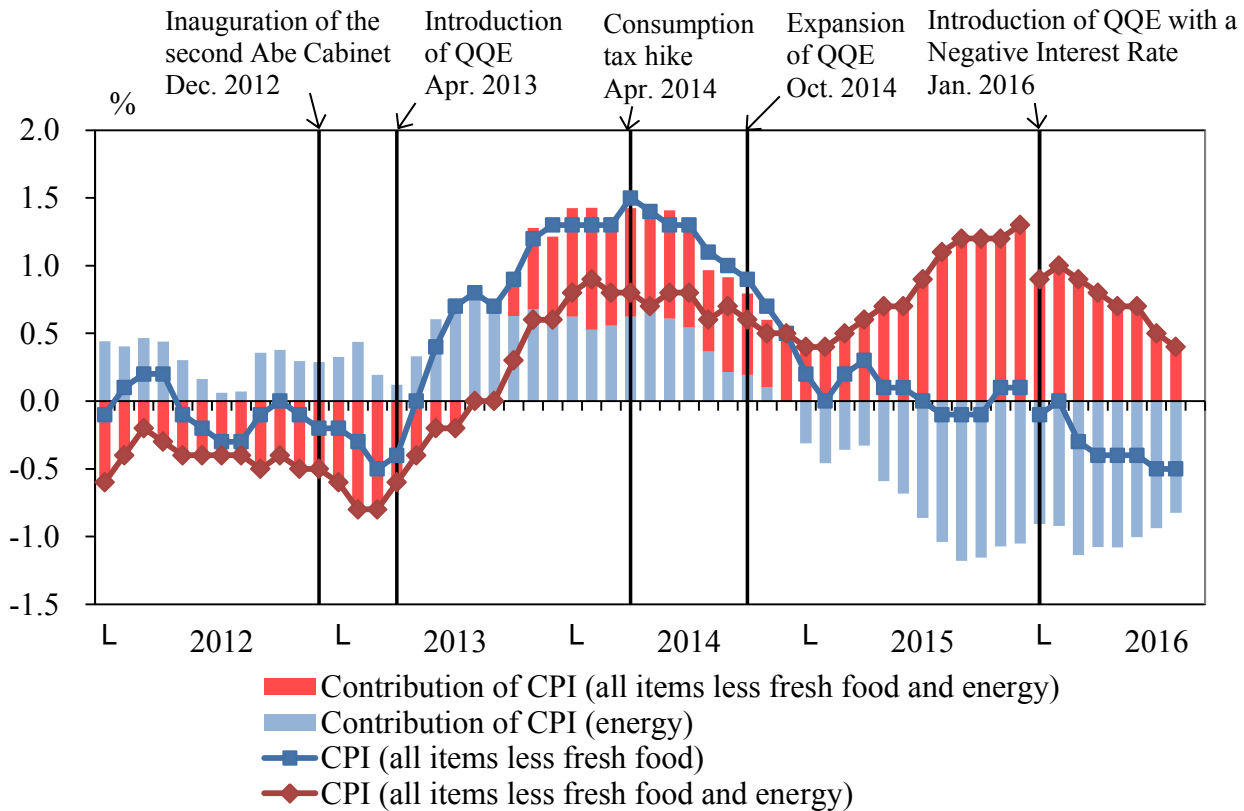 Inauguration of the
second Abe Cabinet
Dec. 2012
Introduction
of QQE
Apr. 2013
Consumption
tax hike
Apr. 2014
Expansion
of QQE
Oct. 2014
Introduction of QQE with a
Negative Interest Rate
Jan. 2016
%
2.0
1.5
1.0
0.5
0.0
-0.5
-1.0
-1.5
L 2012 L 2013 L 2014 L 2015 L 2016
Contribution of CPI (all items less fresh food and energy)
Contribution of CPI (energy)
CPI (all items less fresh food)
CPI (all items less fresh food and energy)